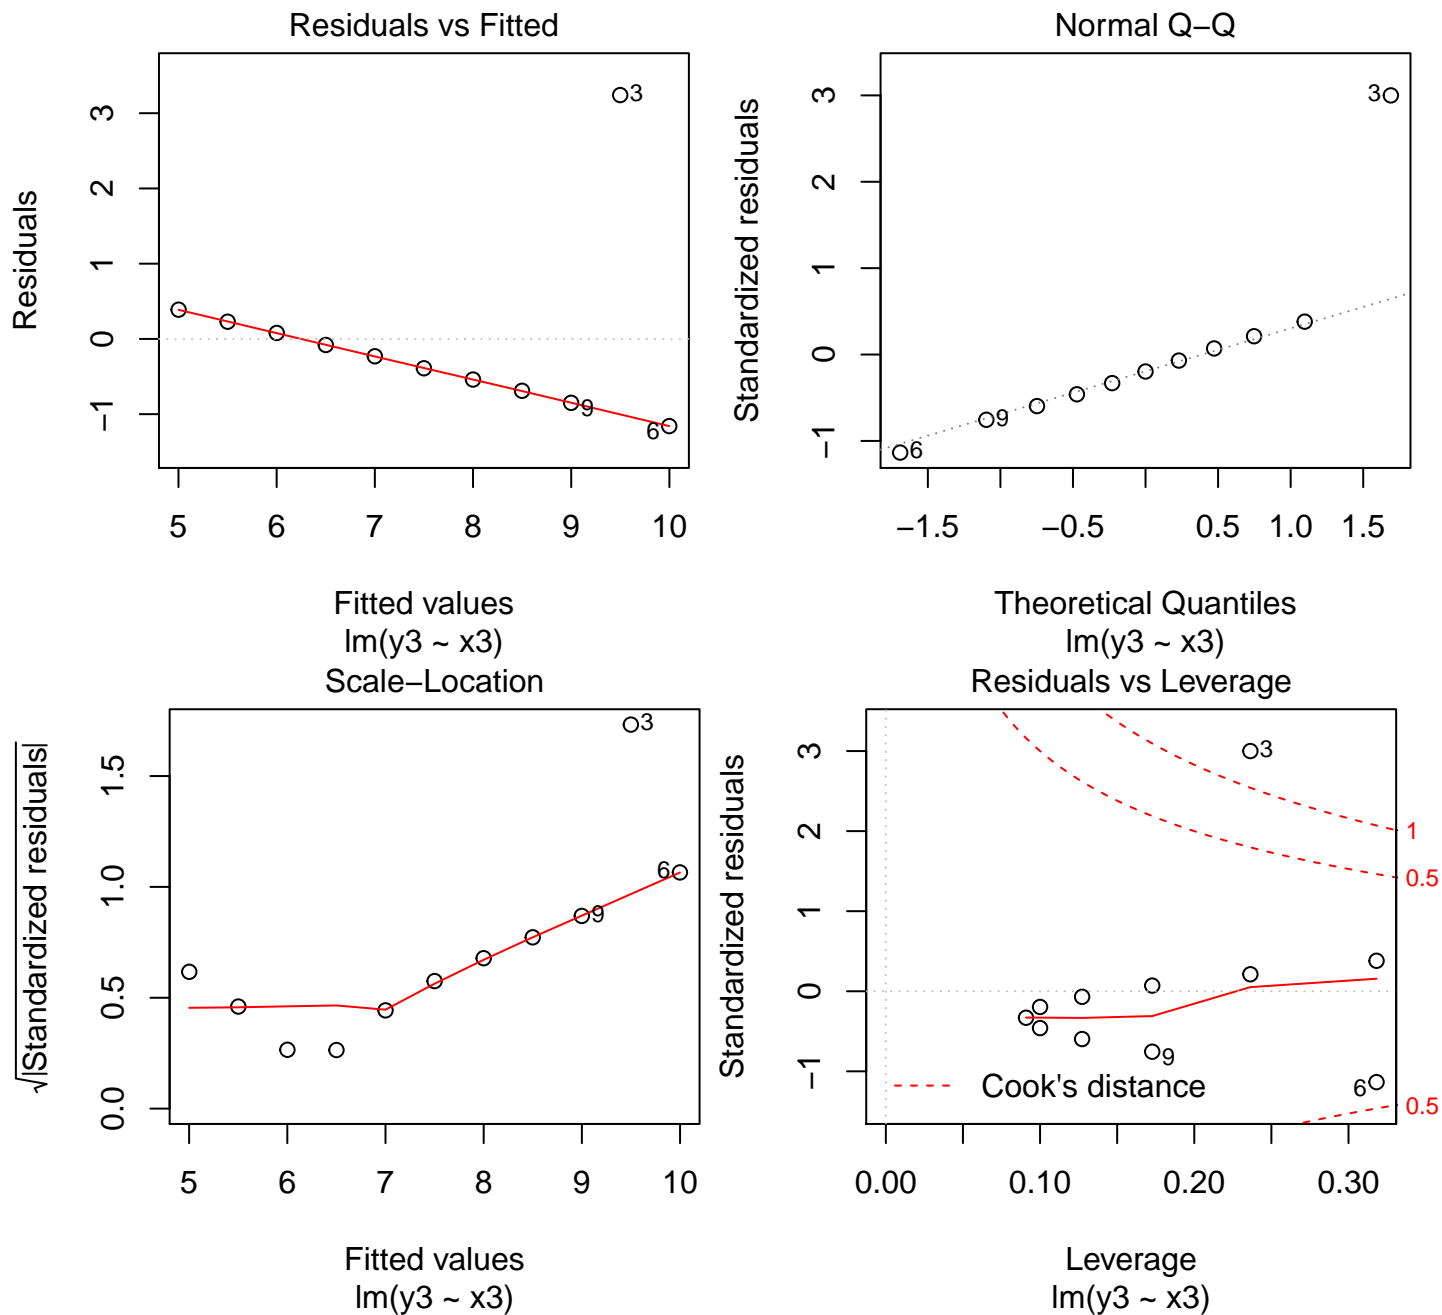 Residuals vs Fitted
Residuals
3
2
1
0
−1
3
9
6
5 6 7 8 9 10
Fitted values
lm(y3 ~ x3)
Normal Q−Q
Standardized residuals
3
2
1
0
−1
3
9
6
−1.5 −0.5 0.5 1.0 1.5
Theoretical Quantiles
lm(y3 ~ x3)
Scale−Location
√|Standardized residuals|
1.5
1.0
0.5
0.0
3
6
9
5 6 7 8 9 10
Fitted values
lm(y3 ~ x3)
Residuals vs Leverage
Standardized residuals
3
2
1
0
−1
3
1
0.5
9
6
Cook's distance
0.5
0.00 0.10 0.20 0.30
Leverage
lm(y3 ~ x3)